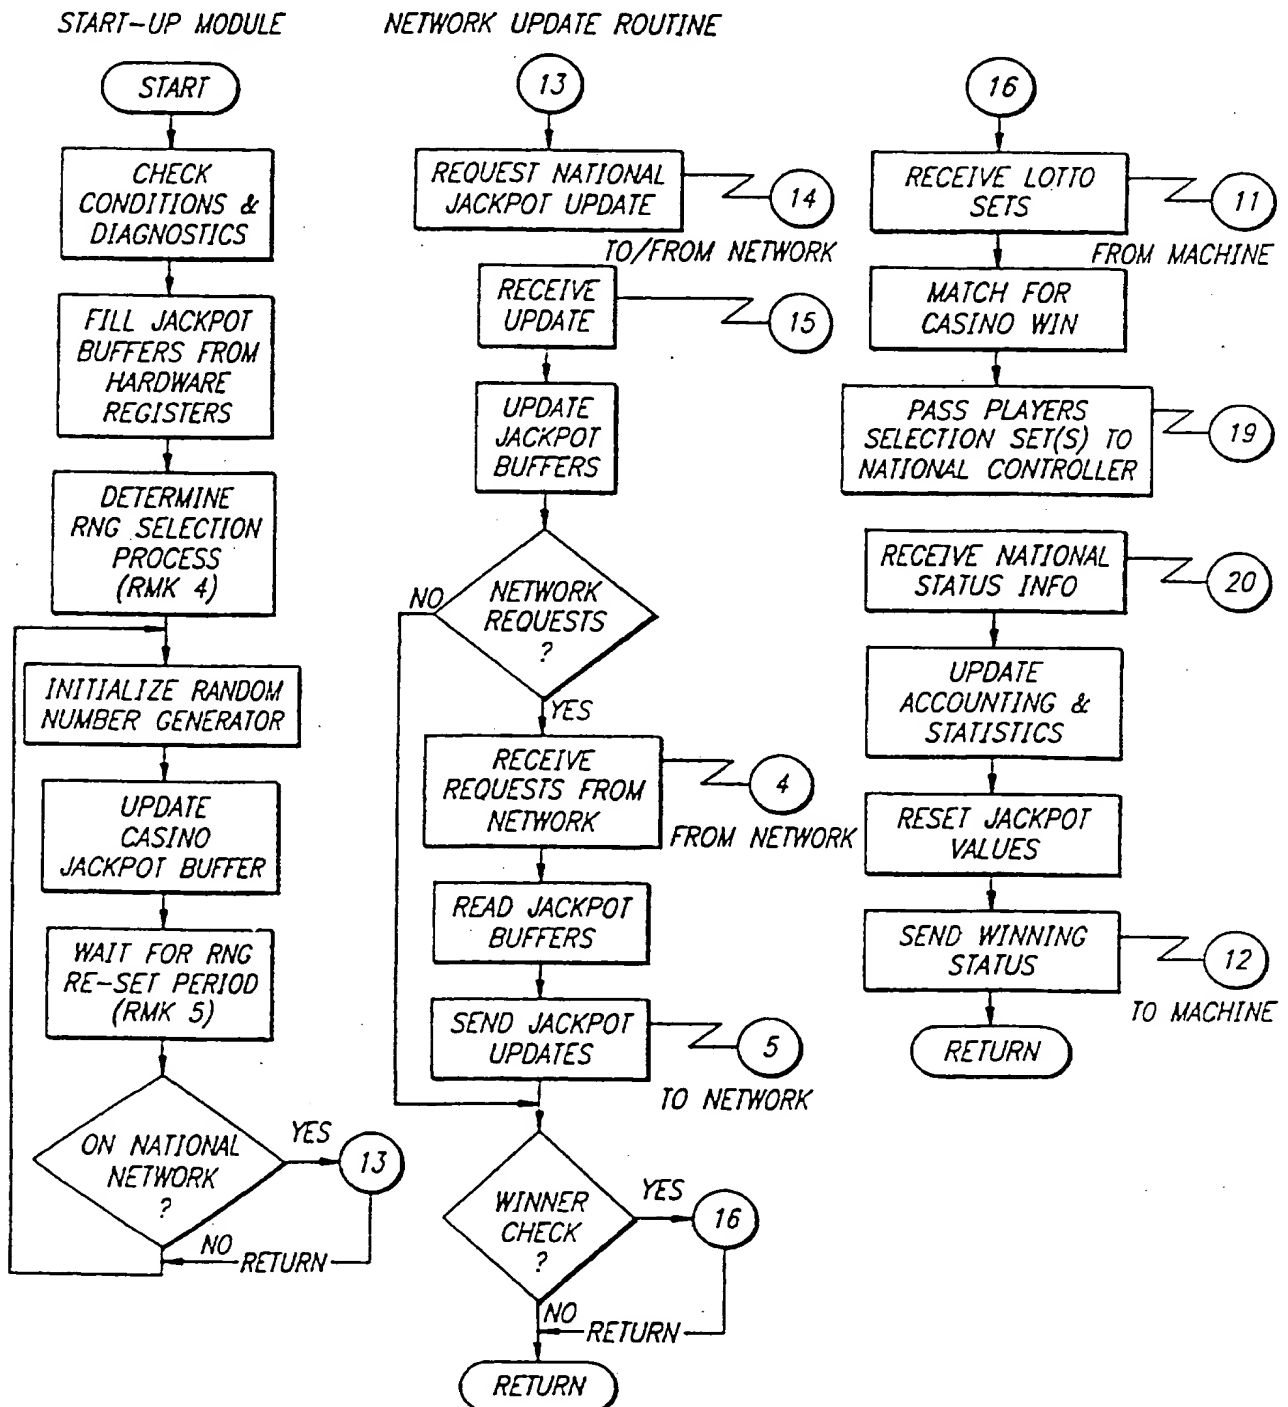 START-UP MODULE
START
CHECK
CONDITIONS &
DIAGNOSTICS
FILL JACKPOT
BUFFERS FROM
HARDWARE
REGISTERS
DETERMINE
RNG SELECTION
PROCESS
(RMK 4)
INITIALIZE RANDOM
NUMBER GENERATOR
UPDATE
CASINO
JACKPOT BUFFER
WAIT FOR RNG
RE-SET PERIOD
(RMK 5)
ON NATIONAL
NETWORK
?
YES
13
NO
RETURN
NETWORK UPDATE ROUTINE
13
REQUEST NATIONAL
JACKPOT UPDATE
14
TO/FROM NETWORK
RECEIVE
UPDATE
15
UPDATE
JACKPOT
BUFFERS
NETWORK
REQUESTS
?
NO
YES
RECEIVE
REQUESTS FROM
NETWORK
4
FROM NETWORK
READ JACKPOT
BUFFERS
SEND JACKPOT
UPDATES
5
TO NETWORK
WINNER
CHECK
?
YES
16
NO
RETURN
RETURN
16
RECEIVE LOTTO
SETS
11
FROM MACHINE
MATCH FOR
CASINO WIN
PASS PLAYERS
SELECTION SET(S) TO
NATIONAL CONTROLLER
19
RECEIVE NATIONAL
STATUS INFO
20
UPDATE
ACCOUNTING &
STATISTICS
RESET JACKPOT
VALUES
SEND WINNING
STATUS
12
TO MACHINE
RETURN